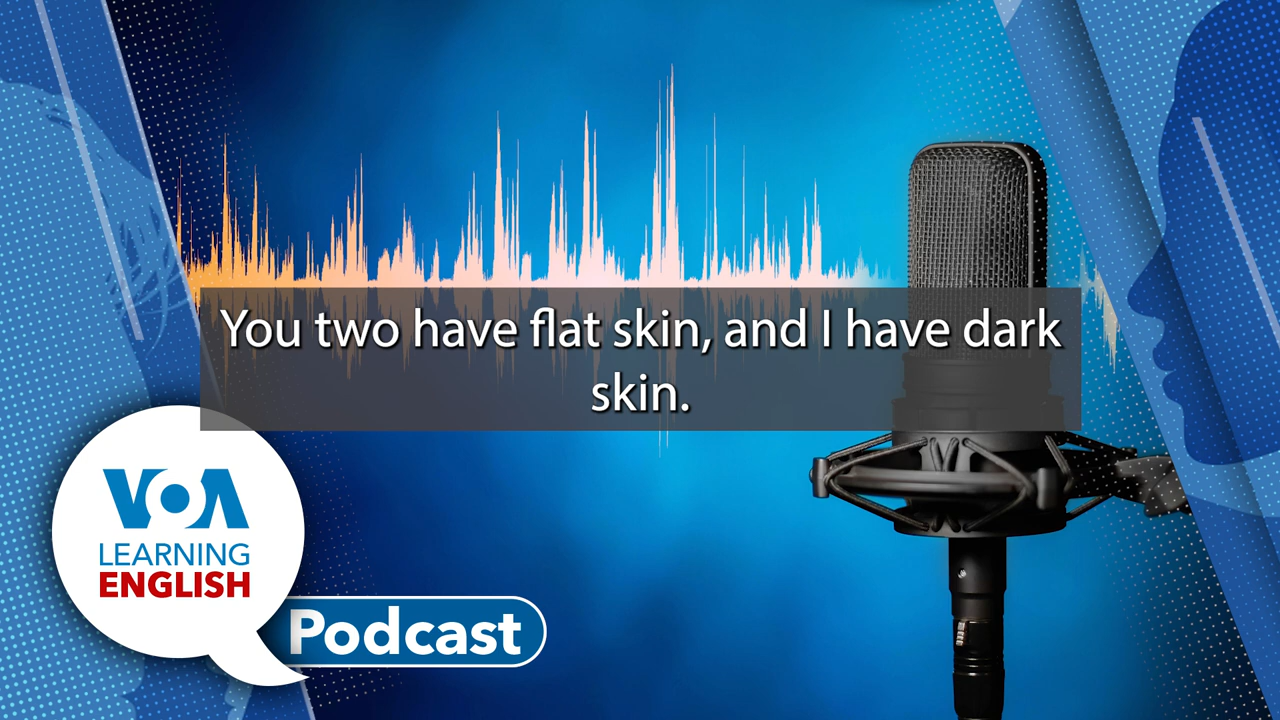 You two have flat skin, and I have dark
skin.
VOA
LEARNING
ENGLISH
Podcast